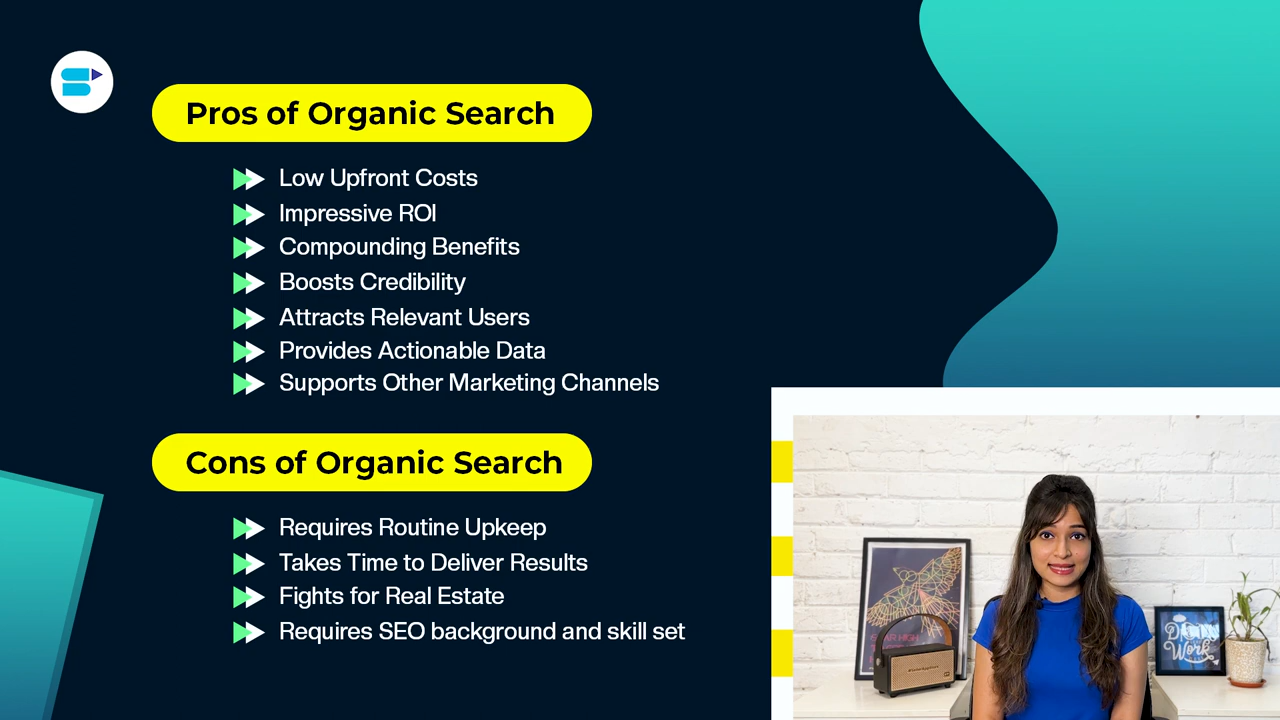 Pros of Organic Search
Low Upfront Costs
Impressive ROI
Compounding Benefits
Boosts Credibility
Attracts Relevant Users
Provides Actionable Data
Supports Other Marketing Channels
Cons of Organic Search
Requires Routine Upkeep
Takes Time to Deliver Results
Fights for Real Estate
Requires SEO background and skill set
Work